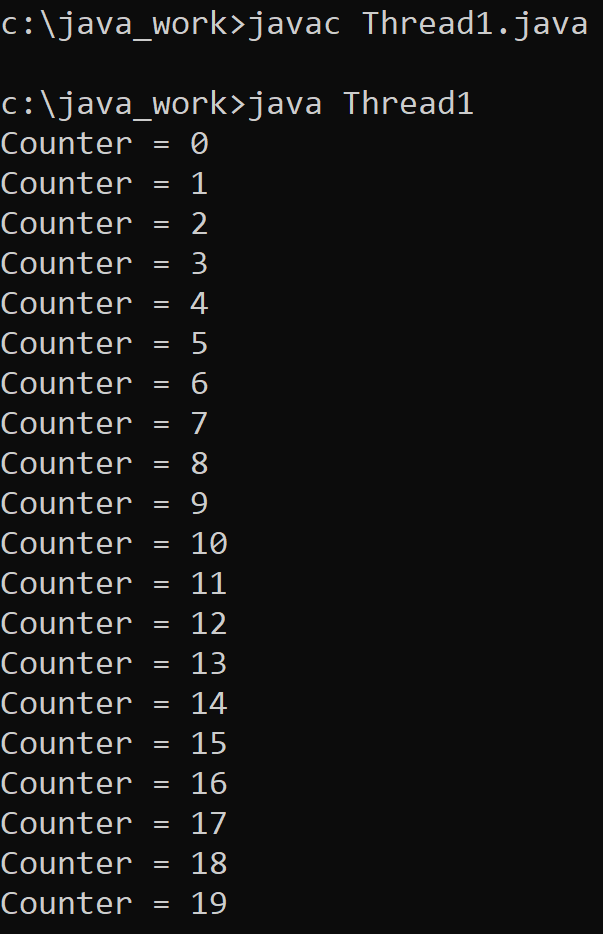 c:\java_work>javac Thread1.java
c:\java_work>java Thread1
Counter = 0
Counter = 1
Counter = 2
Counter = 3
Counter = 4
Counter = 5
Counter = 6
Counter = 7
Counter = 8
Counter = 9
Counter = 10
Counter = 11
Counter = 12
Counter = 13
Counter = 14
Counter = 15
Counter = 16
Counter = 17
Counter = 18
Counter = 19